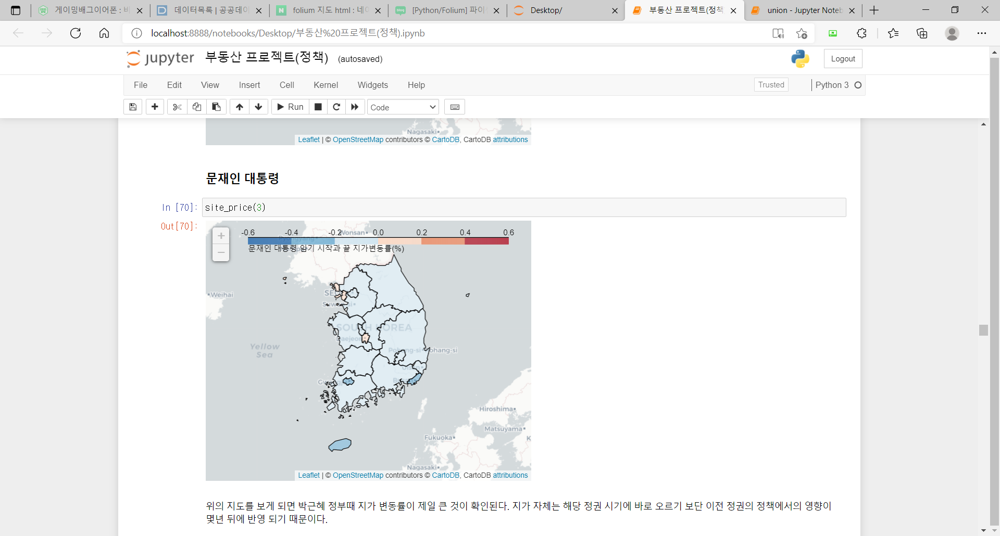 게이밍배그이어폰 : 비
데이터목록 | 공공데이
folium 지도 html : 네이
[Python/Folium] 파이
Desktop/
부동산 프로젝트(정책
union - Jupyter Noteb
localhost:8888/notebooks/Desktop/부동산%20프로젝트(정책).ipynb
jupyter 부동산 프로젝트(정책) (autosaved)
Logout
File Edit View Insert Cell Kernel Widgets Help
Trusted
Python 3
Run
Code
Nagasaki
Leaflet | © OpenStreetMap contributors © CartoDB, CartoDB attributions
문재인 대통령
In [70]: site_price(3)
Out[70]:
+
−
-0.6 -0.4 -0.2 0.0 0.2 0.4 0.6
Wonsan
문재인 대통령 임기 시작과 끝 지가변동률(%)
Weihai
SOUTH KOREA
Daejeon
Yellow
Sea
Pohang-si
Pohang-si
Ulsan
Hiroshima
Matsuyama
Fukuoka
Nagasaki
Leaflet | © OpenStreetMap contributors © CartoDB, CartoDB attributions
위의 지도를 보게 되면 박근혜 정부때 지가 변동률이 제일 큰 것이 확인된다. 지가 자체는 해당 정권 시기에 바로 오르기 보단 이전 정권의 정책에서의 영향이
몇년 뒤에 반영 되기 때문이다.